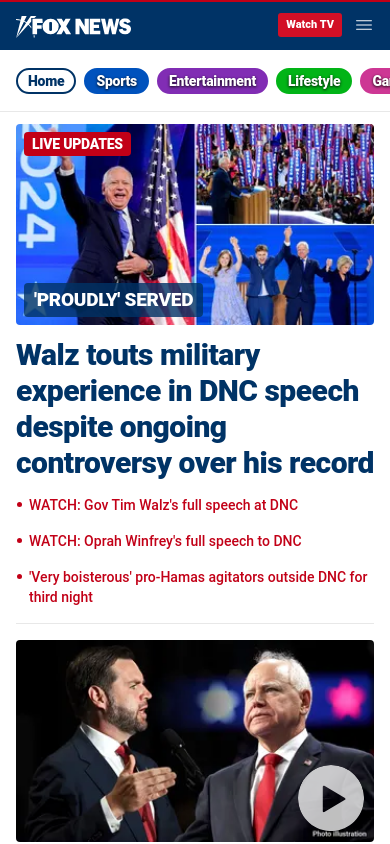 FOX NEWS
Watch TV
Home
Sports
Entertainment
Lifestyle
2024
LIVE UPDATES
'PROUDLY' SERVED
Walz touts military
experience in DNC speech
despite ongoing
controversy over his record
• WATCH: Gov Tim Walz's full speech at DNC
• WATCH: Oprah Winfrey's full speech to DNC
• 'Very boisterous' pro-Hamas agitators outside DNC for
third night
Photo illustration